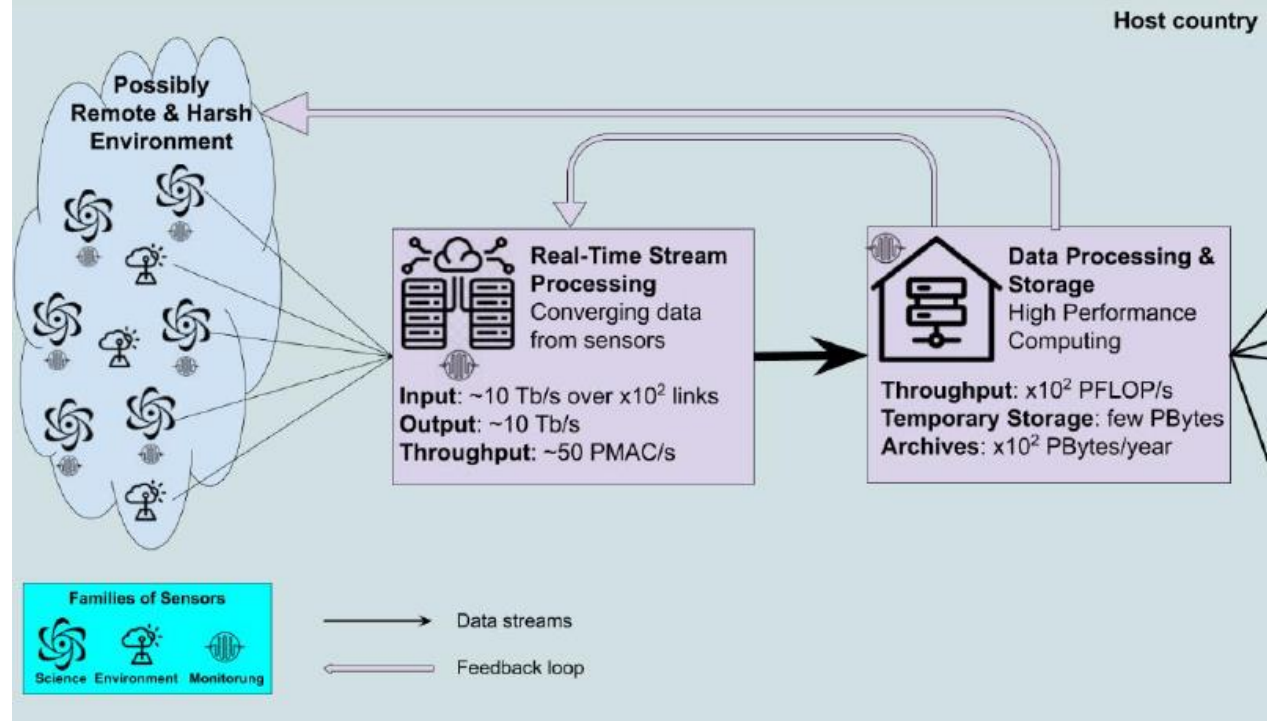 Host country
Possibly
Remote & Harsh
Environment
Real-Time Stream
Processing
Converging data
from sensors
Input: ~10 Tb/s over x10² links
Output: ~10 Tb/s
Throughput: ~50 PMAC/s
Data Processing &
Storage
High Performance
Computing
Throughput: x10² PFLOP/s
Temporary Storage: few PBytes
Archives: x10² PBytes/year
Families of Sensors
Science Environment Monitorung
Data streams
Feedback loop